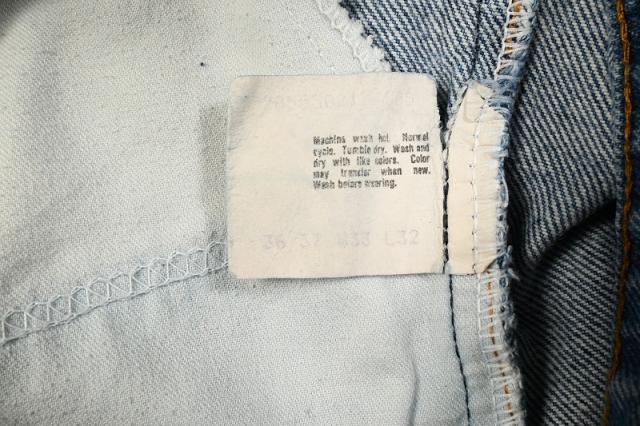 Machine wash hot. Normal
cycle. Tumble dry. Wash and
dry with like colors. Color
may transfer when new.
Wash before wearing.
36 37 W33 L32